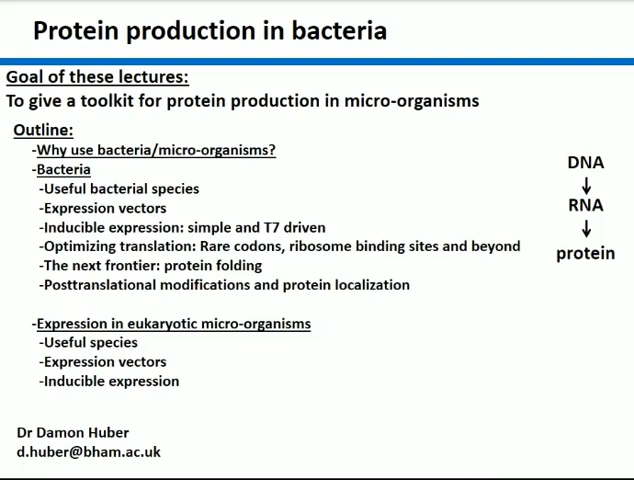 Protein production in bacteria
Goal of these lectures:
To give a toolkit for protein production in micro-organisms
Outline:
-Why use bacteria/micro-organisms?
-Bacteria
-Useful bacterial species
-Expression vectors
-Inducible expression: simple and T7 driven
-Optimizing translation: Rare codons, ribosome binding sites and beyond
-The next frontier: protein folding
-Posttranslational modifications and protein localization
-Expression in eukaryotic micro-organisms
-Useful species
-Expression vectors
-Inducible expression
DNA
↓
RNA
↓
protein
Dr Damon Huber
d.huber@bham.ac.uk